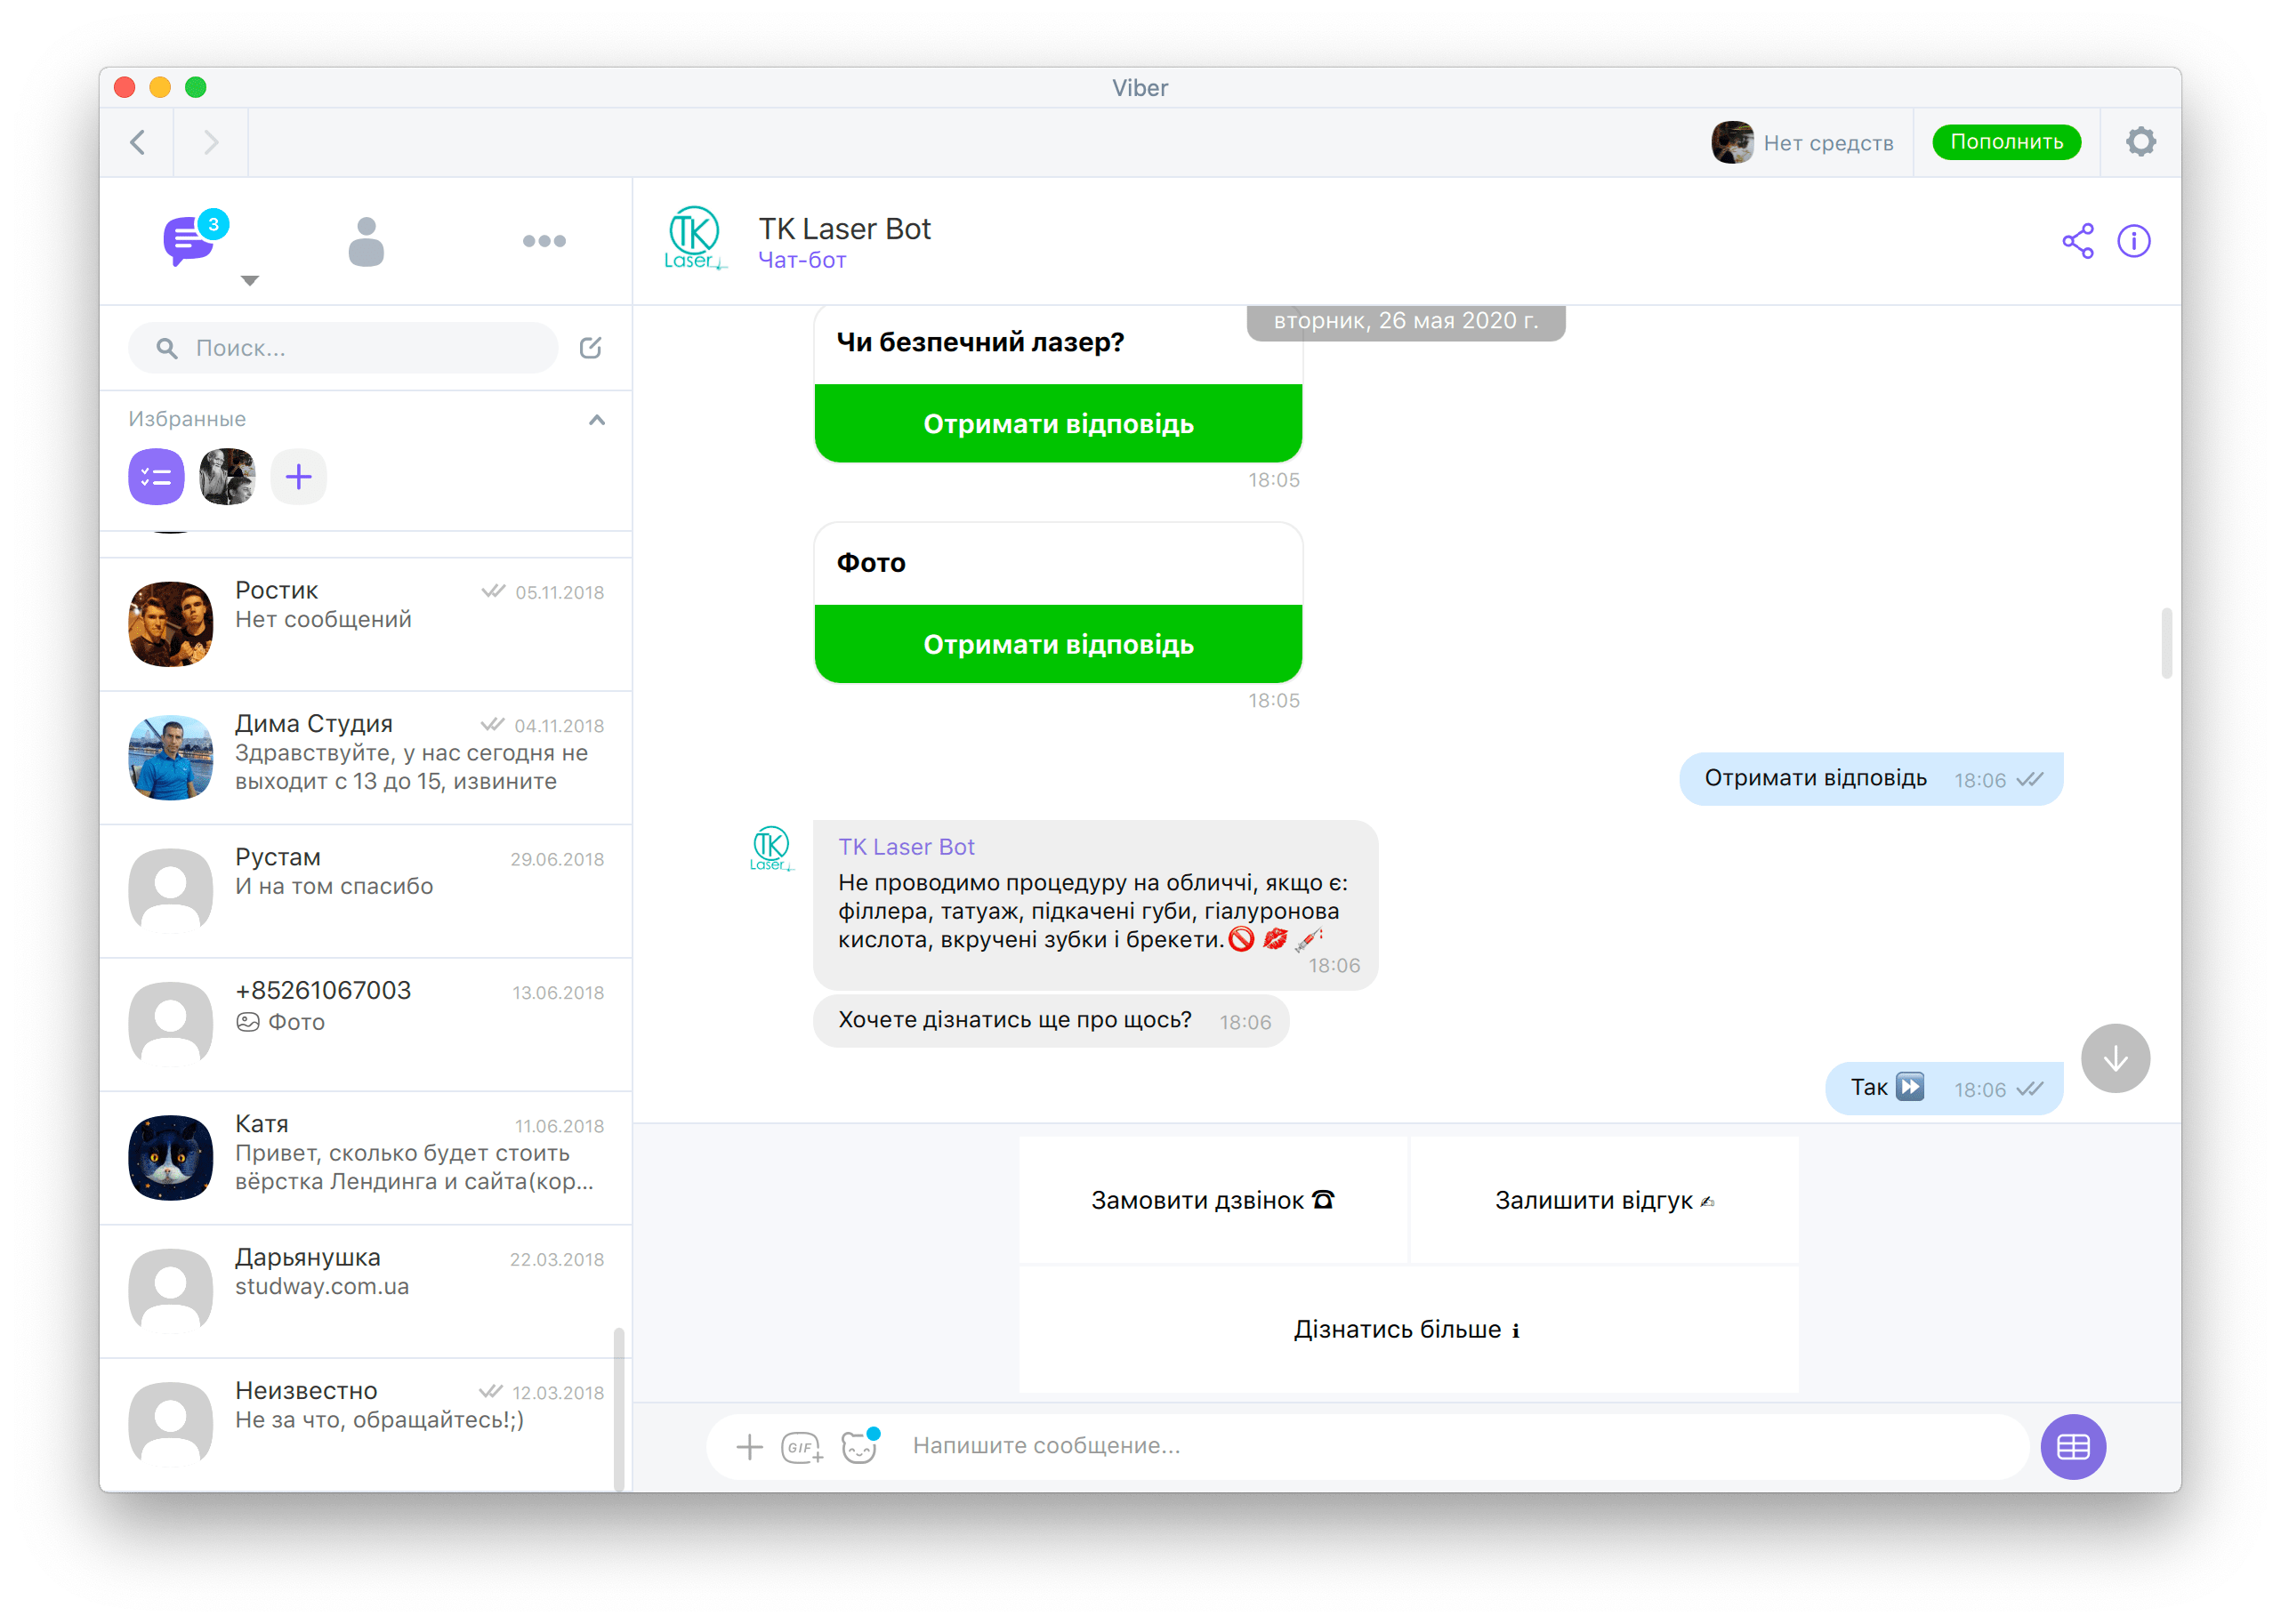 Viber
Нет средств
Пополнить
3
Поиск...
Избранные
Ростик 05.11.2018
Нет сообщений
Дима Студия 04.11.2018
Здравствуйте, у нас сегодня не
выходит с 13 до 15, извините
Рустам 29.06.2018
И на том спасибо
+85261067003 13.06.2018
Фото
Катя 11.06.2018
Привет, сколько будет стоить
вёрстка Лендинга и сайта(кор...
Дарьянушка 22.03.2018
studway.com.ua
Неизвестно 12.03.2018
Не за что, обращайтесь!;)
TK Laser
TK Laser Bot
Чат-бот
вторник, 26 мая 2020 г.
Чи безпечний лазер?
Отримати відповідь
18:05
Фото
Отримати відповідь
18:05
Отримати відповідь 18:06
TK Laser
TK Laser Bot
Не проводимо процедуру на обличчі, якщо є:
філлера, татуаж, підкачені губи, гіалуронова
кислота, вкручені зубки і брекети.🚫 💋 💉
18:06
Хочете дізнатись ще про щось? 18:06
Так ⏩ 18:06
Замовити дзвінок ☎
Залишити відгук ✍
Дізнатись більше ℹ
GIF
Напишите сообщение...